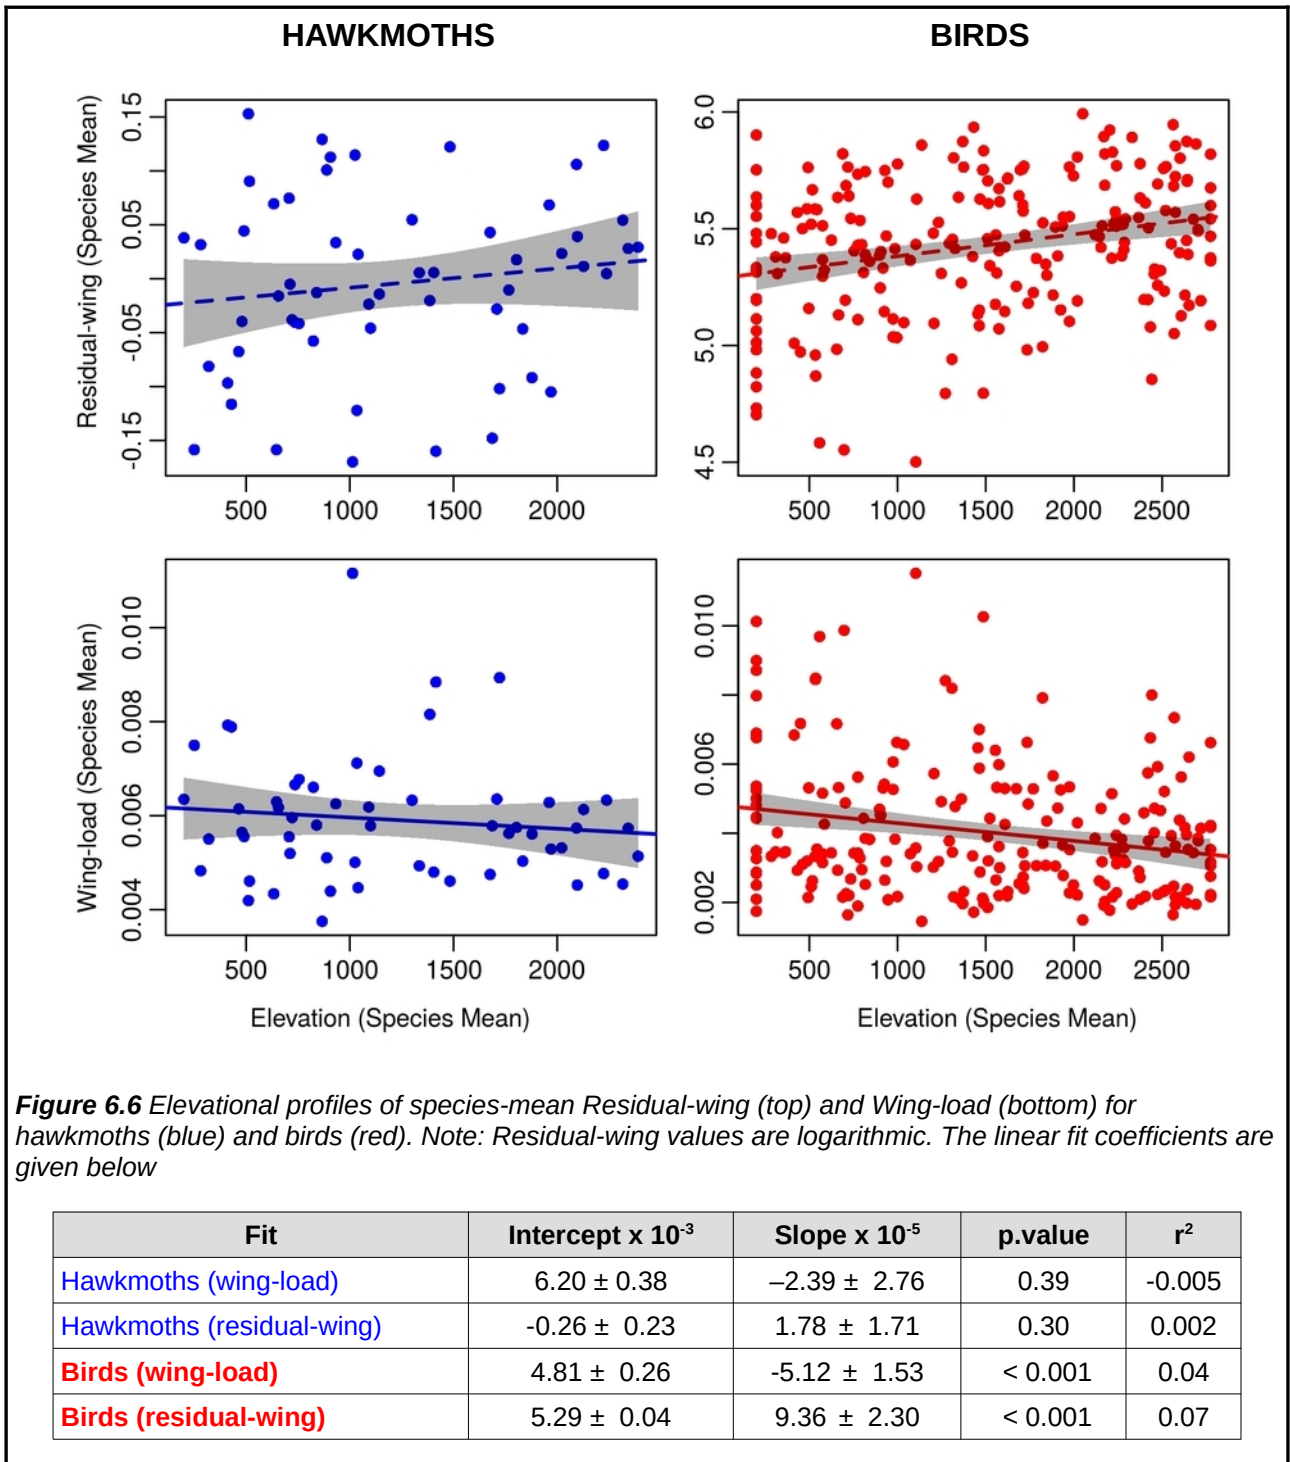 HAWKMOTHS BIRDS
Residual-wing (Species Mean)
0.15
0.05
-0.05
-0.15
500 1000 1500 2000
6.0
5.5
5.0
4.5
500 1000 1500 2000 2500
Wing-load (Species Mean)
0.010
0.008
0.006
0.004
500 1000 1500 2000
Elevation (Species Mean)
0.010
0.006
0.002
500 1000 1500 2000 2500
Elevation (Species Mean)
Figure 6.6 Elevational profiles of species-mean Residual-wing (top) and Wing-load (bottom) for
hawkmoths (blue) and birds (red). Note: Residual-wing values are logarithmic. The linear fit coefficients are
given below
Fit Intercept x 10⁻³ Slope x 10⁻⁵ p.value r²
Hawkmoths (wing-load) 6.20 ± 0.38 –2.39 ± 2.76 0.39 -0.005
Hawkmoths (residual-wing) -0.26 ± 0.23 1.78 ± 1.71 0.30 0.002
Birds (wing-load) 4.81 ± 0.26 -5.12 ± 1.53 < 0.001 0.04
Birds (residual-wing) 5.29 ± 0.04 9.36 ± 2.30 < 0.001 0.07